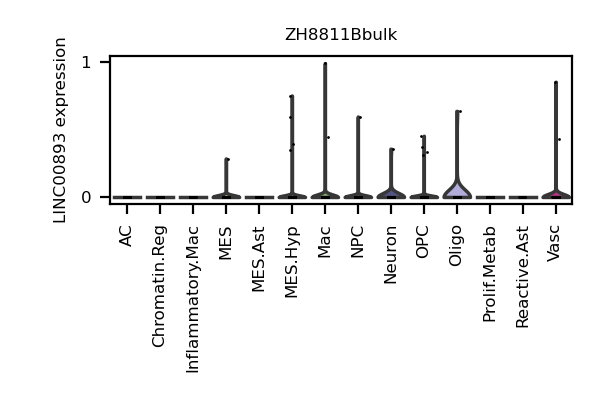 ZH8811Bbulk
LINC00893 expression
1
0
AC
Chromatin.Reg
Inflammatory.Mac
MES
MES.Ast
MES.Hyp
Mac
NPC
Neuron
OPC
Oligo
Prolif.Metab
Reactive.Ast
Vasc